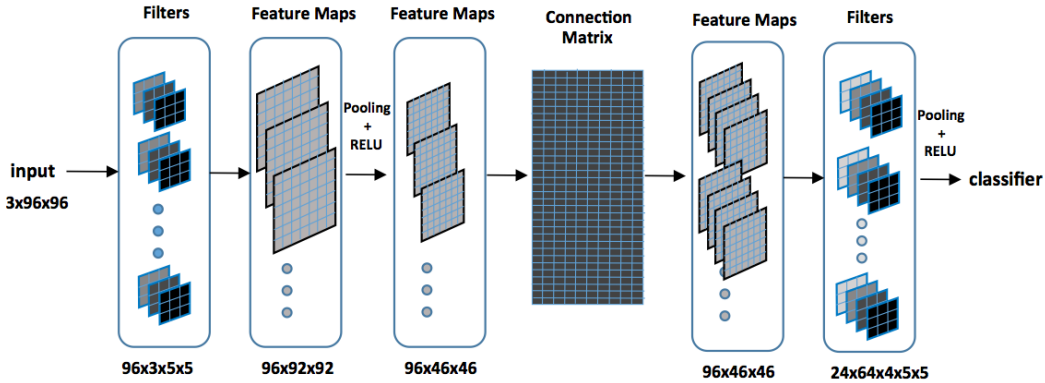 Filters
Feature Maps
Feature Maps
Connection
Matrix
Feature Maps
Filters
Pooling
+
RELU
Pooling
+
RELU
input
3x96x96
classifier
96x3x5x5
96x92x92
96x46x46
96x46x46
24x64x4x5x5